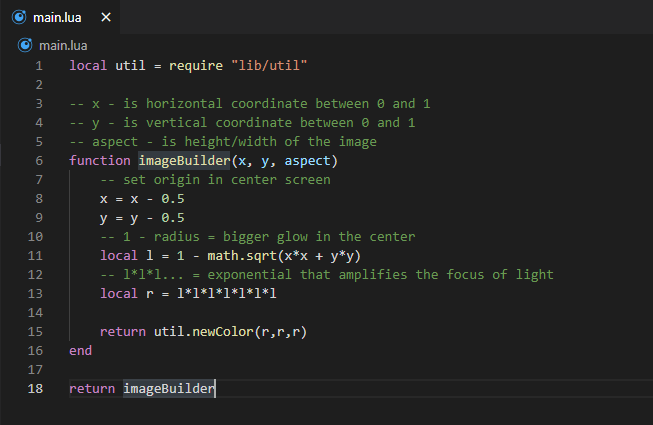 main.lua
main.lua
1 local util = require "lib/util"
2
3 -- x - is horizontal coordinate between 0 and 1
4 -- y - is vertical coordinate between 0 and 1
5 -- aspect - is height/width of the image
6 function imageBuilder(x, y, aspect)
7 -- set origin in center screen
8 x = x - 0.5
9 y = y - 0.5
10 -- 1 - radius = bigger glow in the center
11 local l = 1 - math.sqrt(x*x + y*y)
12 -- l*l*l... = exponential that amplifies the focus of light
13 local r = l*l*l*l*l*l*l
14
15 return util.newColor(r,r,r)
16 end
17
18 return imageBuilder